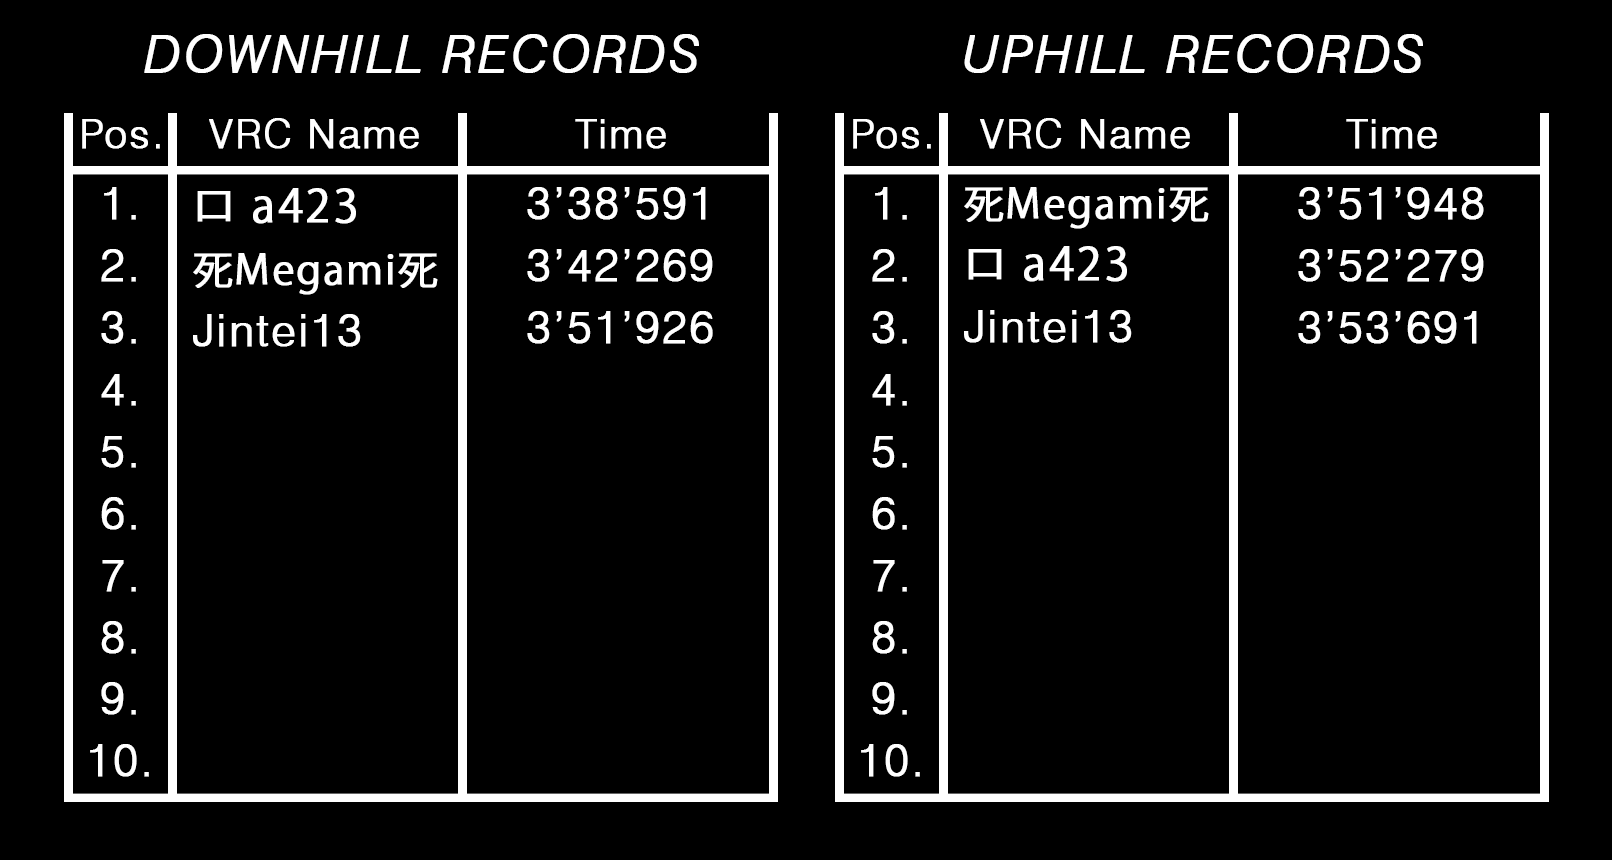 DOWNHILL RECORDS
Pos. VRC Name Time
1. 口 a423 3’38’591
2. 死Megami死 3’42’269
3. Jintei13 3’51’926
4.
5.
6.
7.
8.
9.
10.
UPHILL RECORDS
Pos. VRC Name Time
1. 死Megami死 3’51’948
2. 口 a423 3’52’279
3. Jintei13 3’53’691
4.
5.
6.
7.
8.
9.
10.